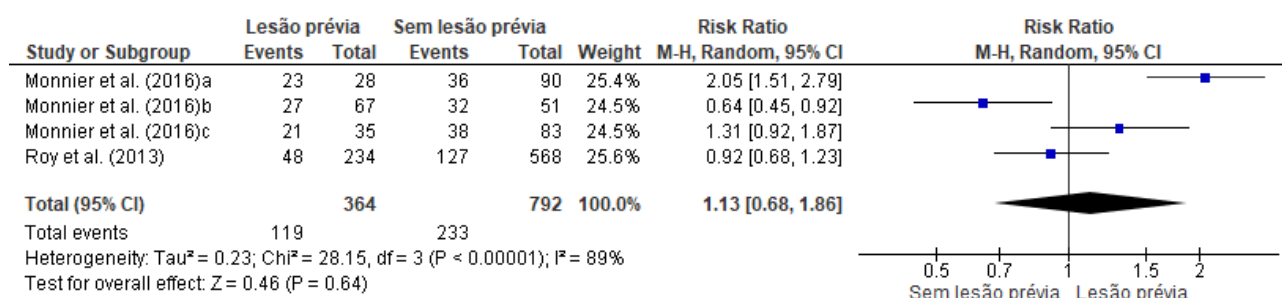 Lesão prévia Sem lesão prévia Risk Ratio Risk Ratio
Study or Subgroup Events Total Events Total Weight M-H, Random, 95% CI M-H, Random, 95% CI
Monnier et al. (2016)a 23 28 36 90 25.4% 2.05 [1.51, 2.79]
Monnier et al. (2016)b 27 67 32 51 24.5% 0.64 [0.45, 0.92]
Monnier et al. (2016)c 21 35 38 83 24.5% 1.31 [0.92, 1.87]
Roy et al. (2013) 48 234 127 568 25.6% 0.92 [0.68, 1.23]
Total (95% CI) 364 792 100.0% 1.13 [0.68, 1.86]
Total events 119 233
Heterogeneity: Tau² = 0.23; Chi² = 28.15, df = 3 (P < 0.00001); I² = 89%
Test for overall effect: Z = 0.46 (P = 0.64)
0.5 0.7 1 1.5 2
Sem lesão prévia Lesão prévia